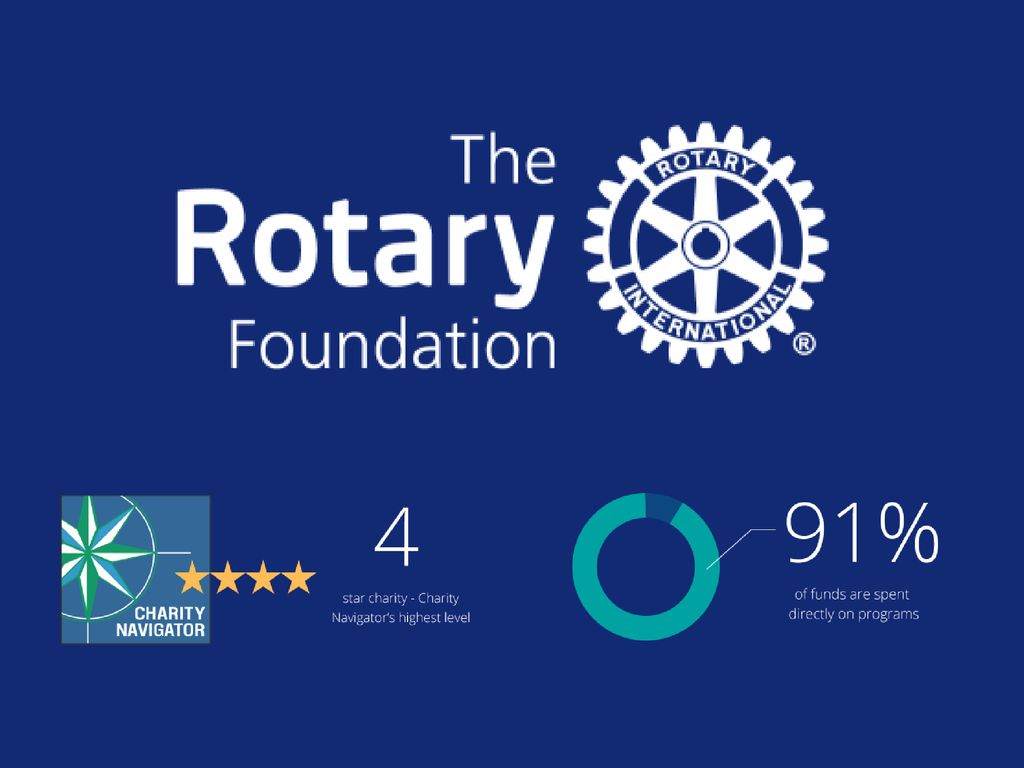 The
Rotary
Foundation
ROTARY
INTERNATIONAL
®
CHARITY
NAVIGATOR
4
star charity - Charity
Navigator's highest level
91%
of funds are spent
directly on programs